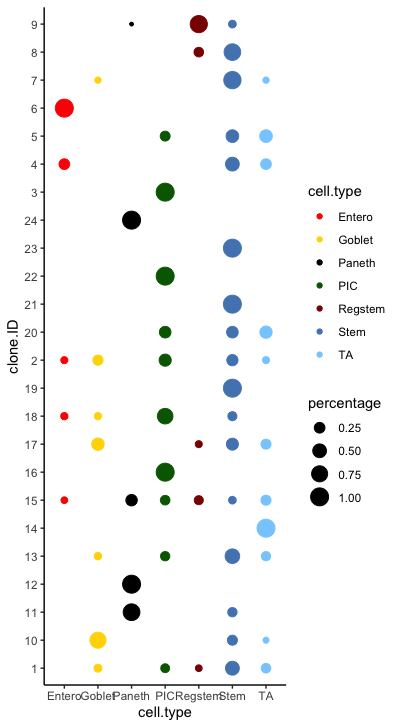 9
8
7
6
5
4
3
24
23
22
21
20
2
19
18
17
16
15
14
13
12
11
10
1
clone.ID
Entero Goblet Paneth PIC Regstem Stem TA
cell.type
cell.type
Entero
Goblet
Paneth
PIC
Regstem
Stem
TA
percentage
0.25
0.50
0.75
1.00